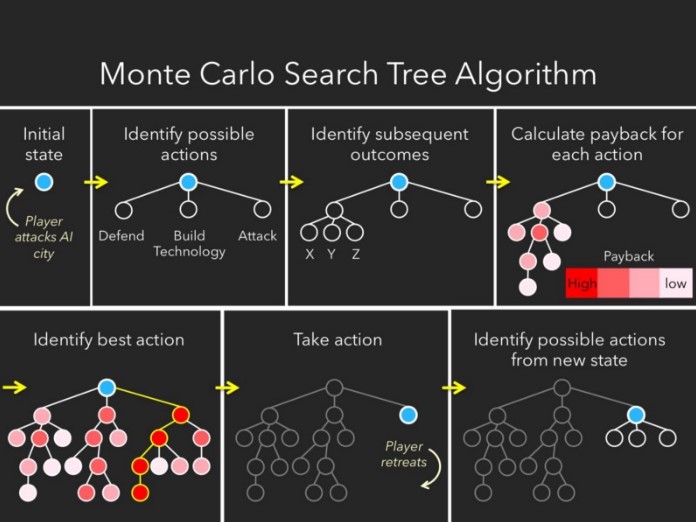 Monte Carlo Search Tree Algorithm
Initial
state
Player
attacks AI
city
Identify possible
actions
Defend
Build
Technology
Attack
Identify subsequent
outcomes
X Y Z
Calculate payback for
each action
Payback
High
low
Identify best action
Take action
Player
retreats
Identify possible actions
from new state